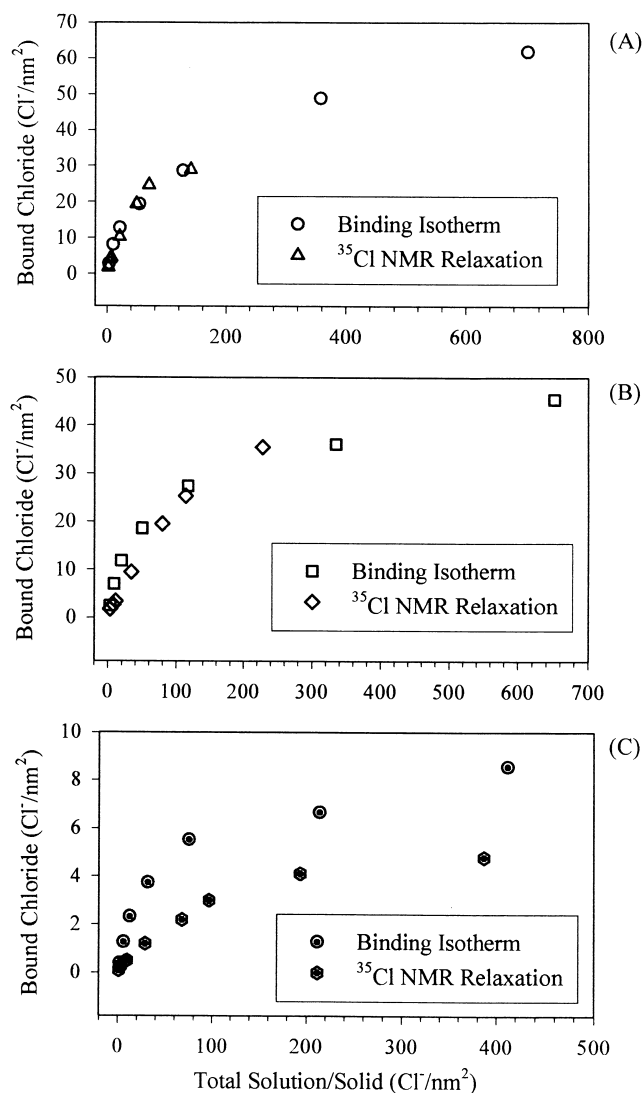 (A)
Bound Chloride (Cl⁻/nm²)
70
60
50
40
30
20
10
0
Binding Isotherm
³⁵Cl NMR Relaxation
0 200 400 600 800
(B)
Bound Chloride (Cl⁻/nm²)
50
40
30
20
10
0
Binding Isotherm
³⁵Cl NMR Relaxation
0 100 200 300 400 500 600 700
(C)
Bound Chloride (Cl⁻/nm²)
10
8
6
4
2
0
Binding Isotherm
³⁵Cl NMR Relaxation
0 100 200 300 400 500
Total Solution/Solid (Cl⁻/nm²)